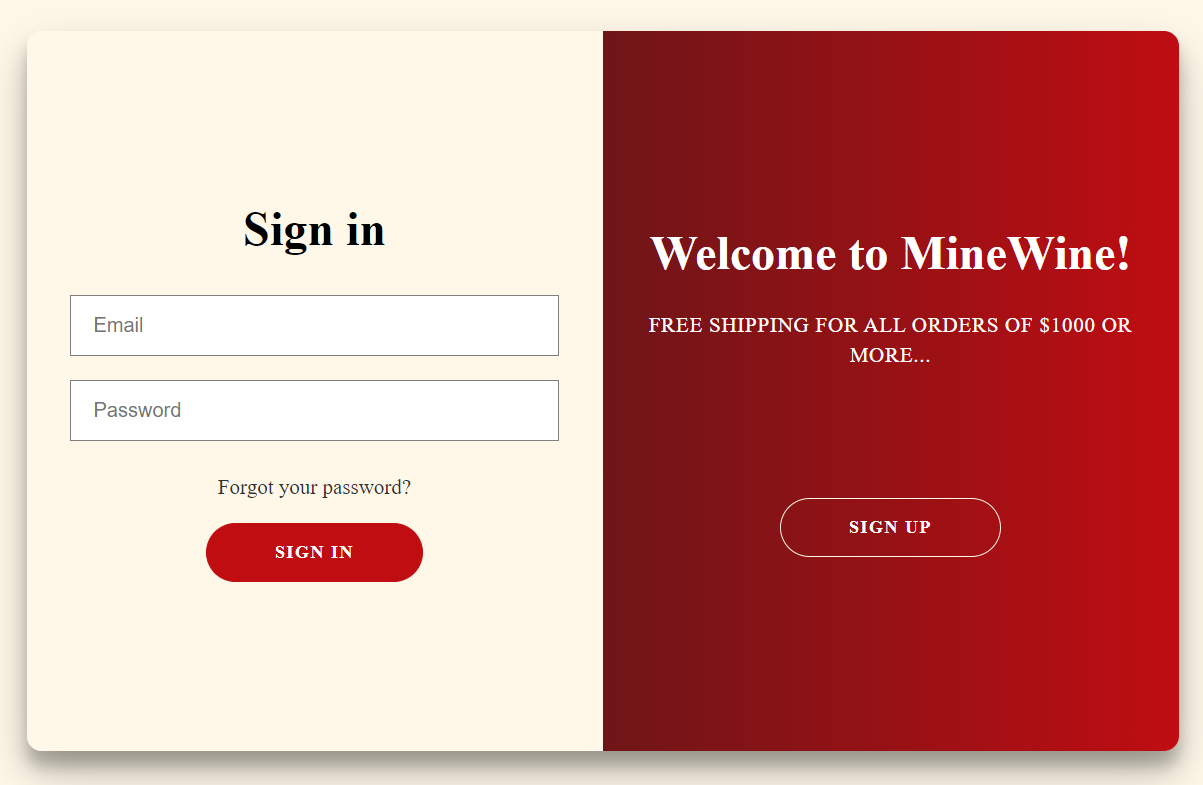 Sign in
Email
Password
Forgot your password?
SIGN IN
Welcome to MineWine!
FREE SHIPPING FOR ALL ORDERS OF $1000 OR
MORE...
SIGN UP